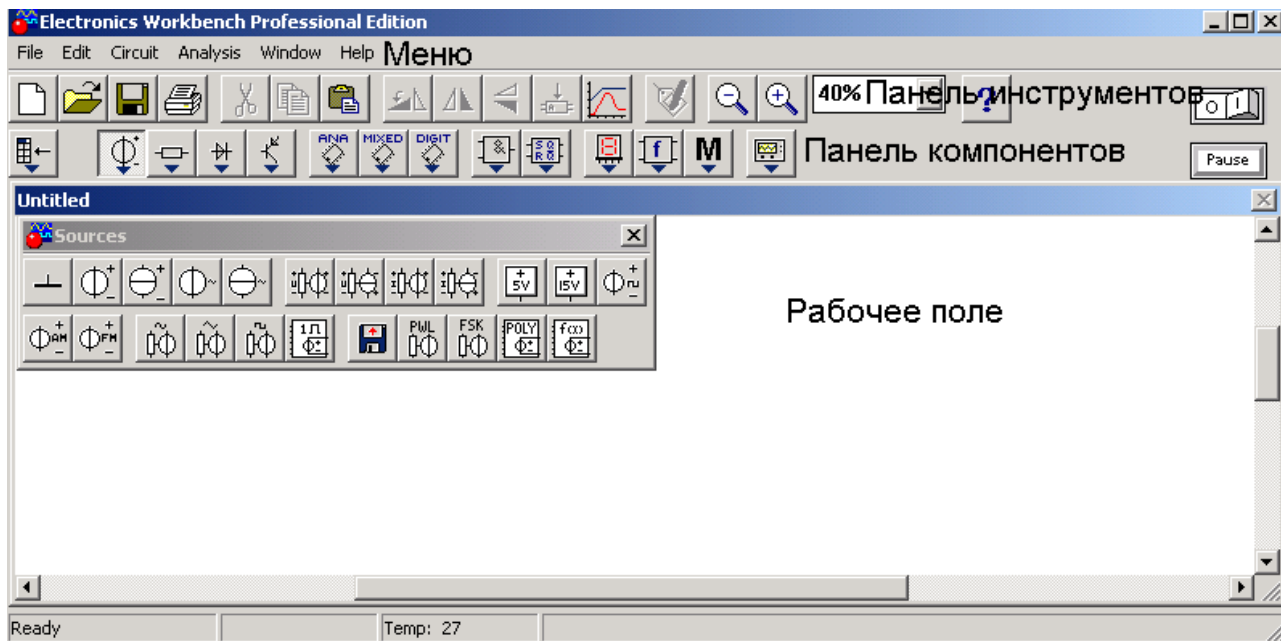 Electronics Workbench Professional Edition
File Edit Circuit Analysis Window Help Меню
40% Панель инструментов
ANA MIXED DIGIT & S Q R Q f M Панель компонентов
Pause
Untitled
Sources
5V 15V
AM FM 1 PWL FSK POLY f(x)
Рабочее поле
Ready Temp: 27